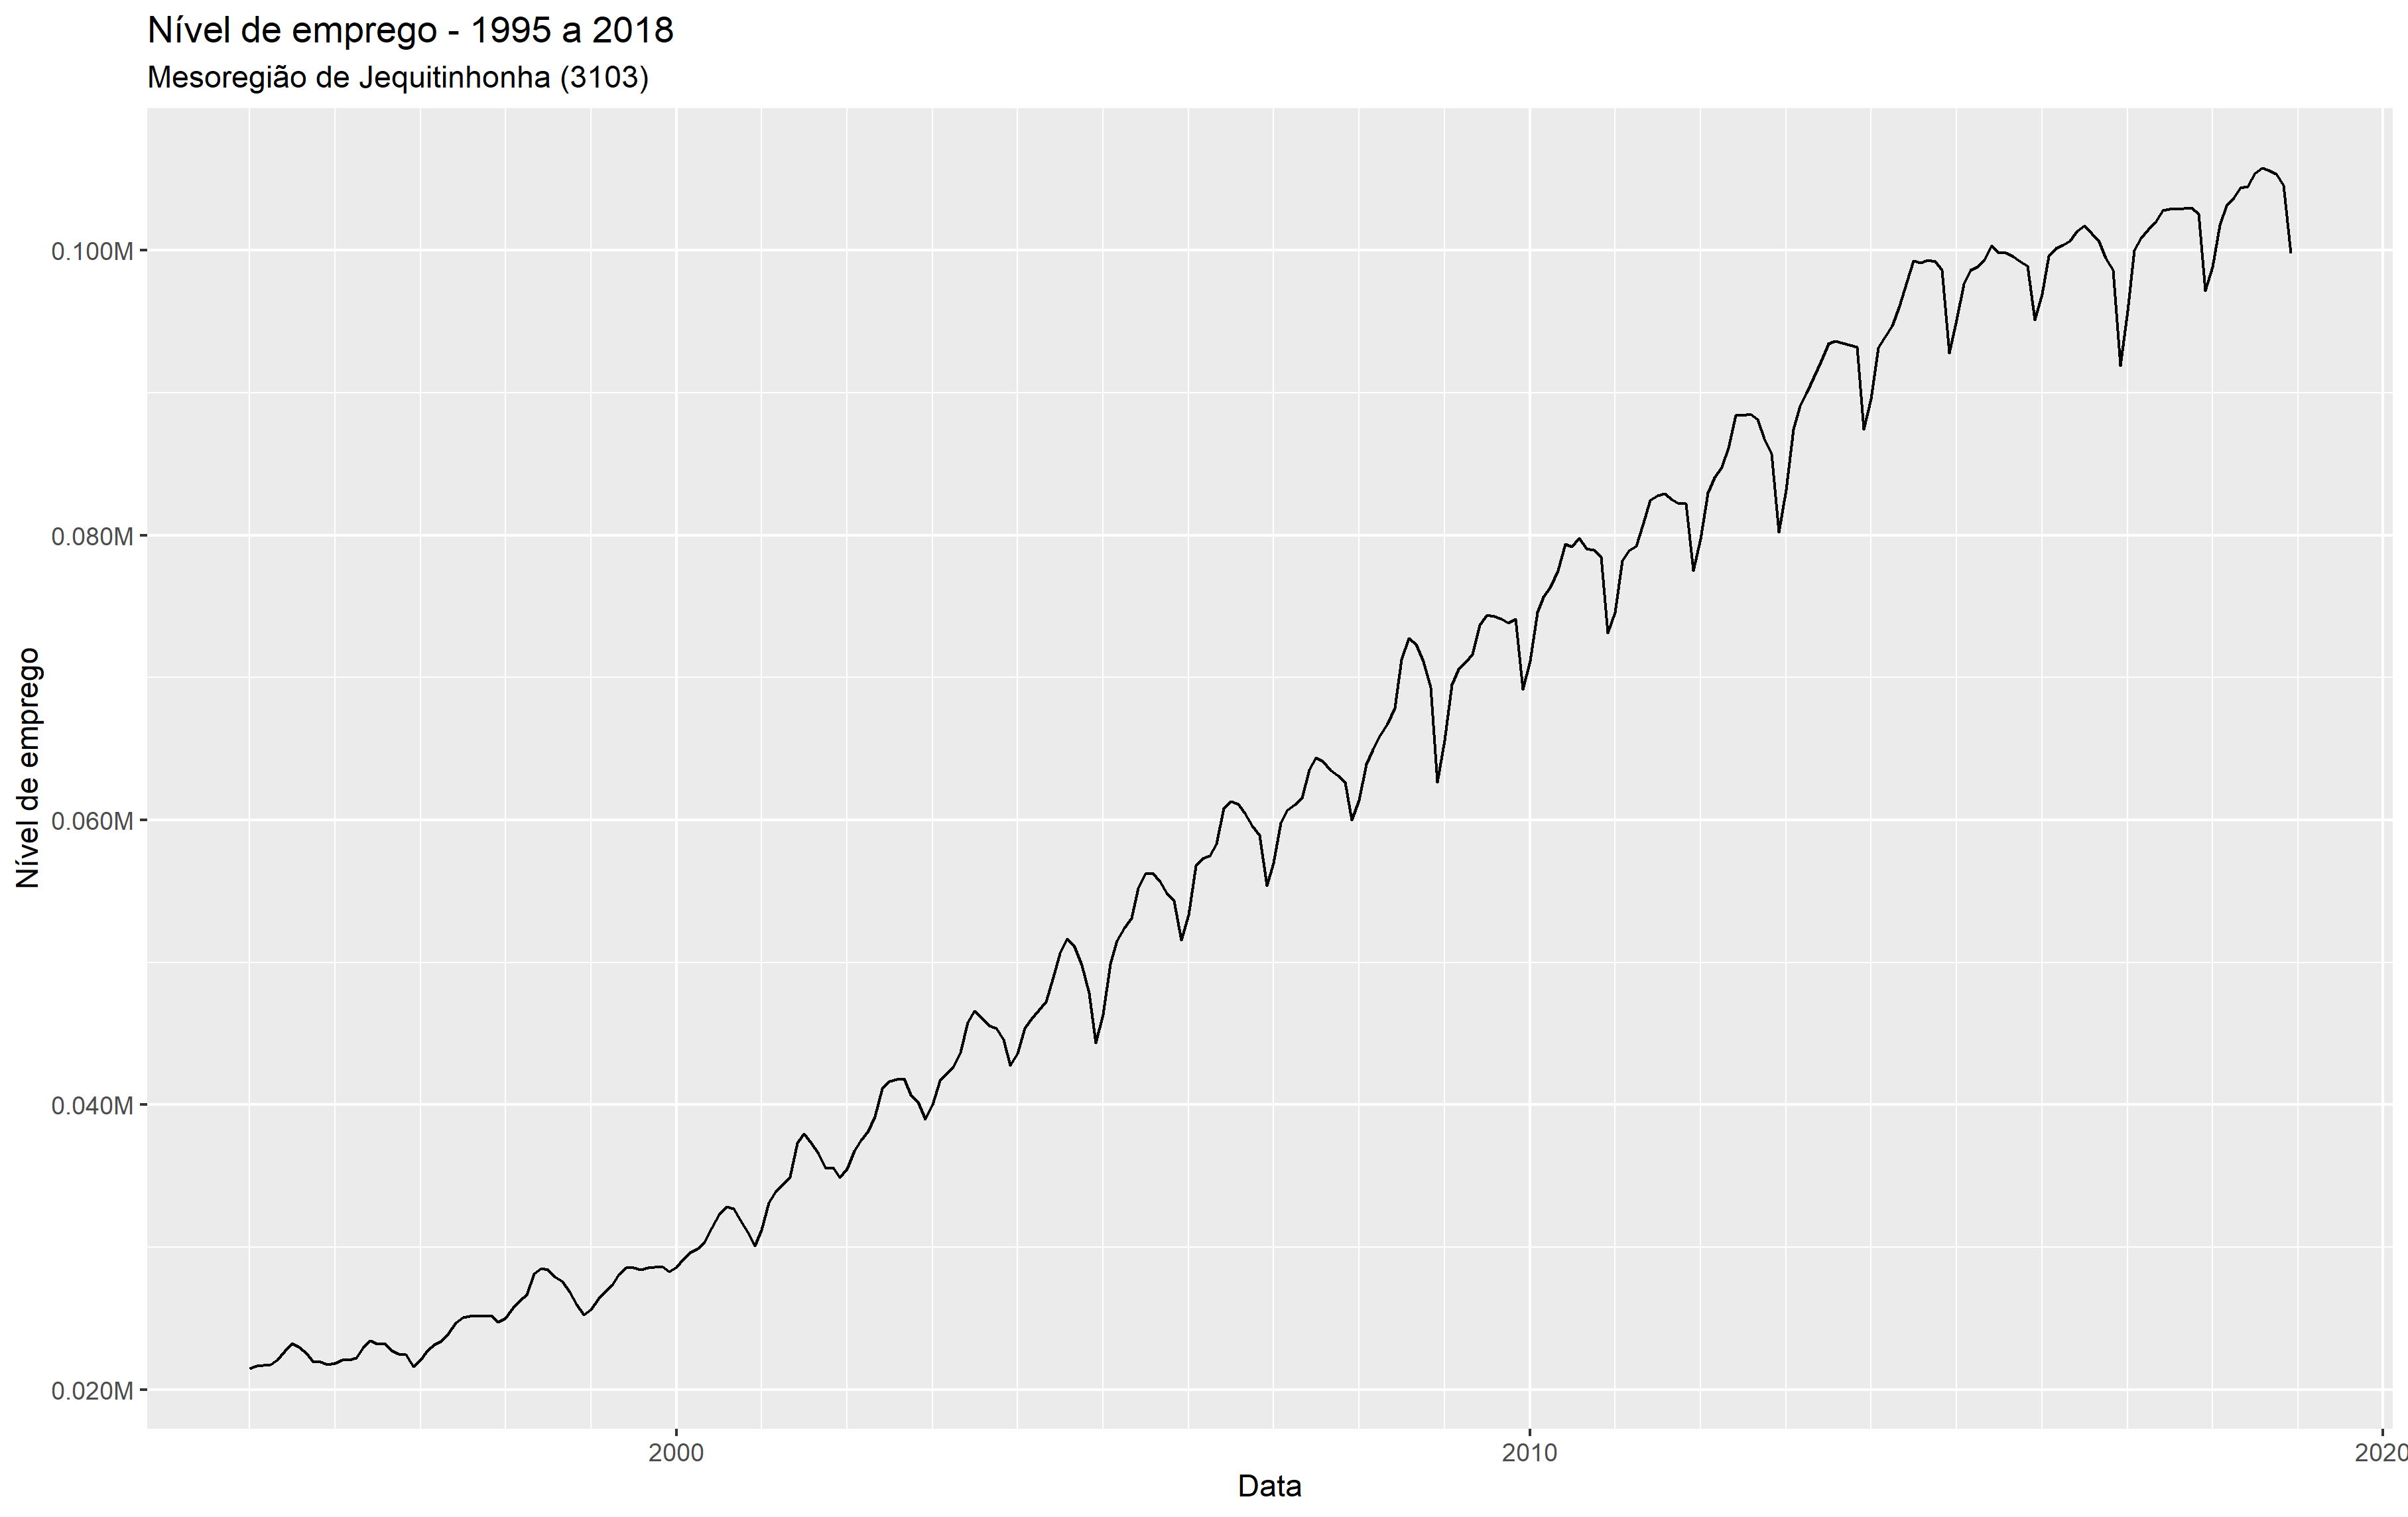 Nível de emprego - 1995 a 2018
Mesoregião de Jequitinhonha (3103)
0.100M
0.080M
0.060M
0.040M
0.020M
Nível de emprego
2000
2010
2020
Data